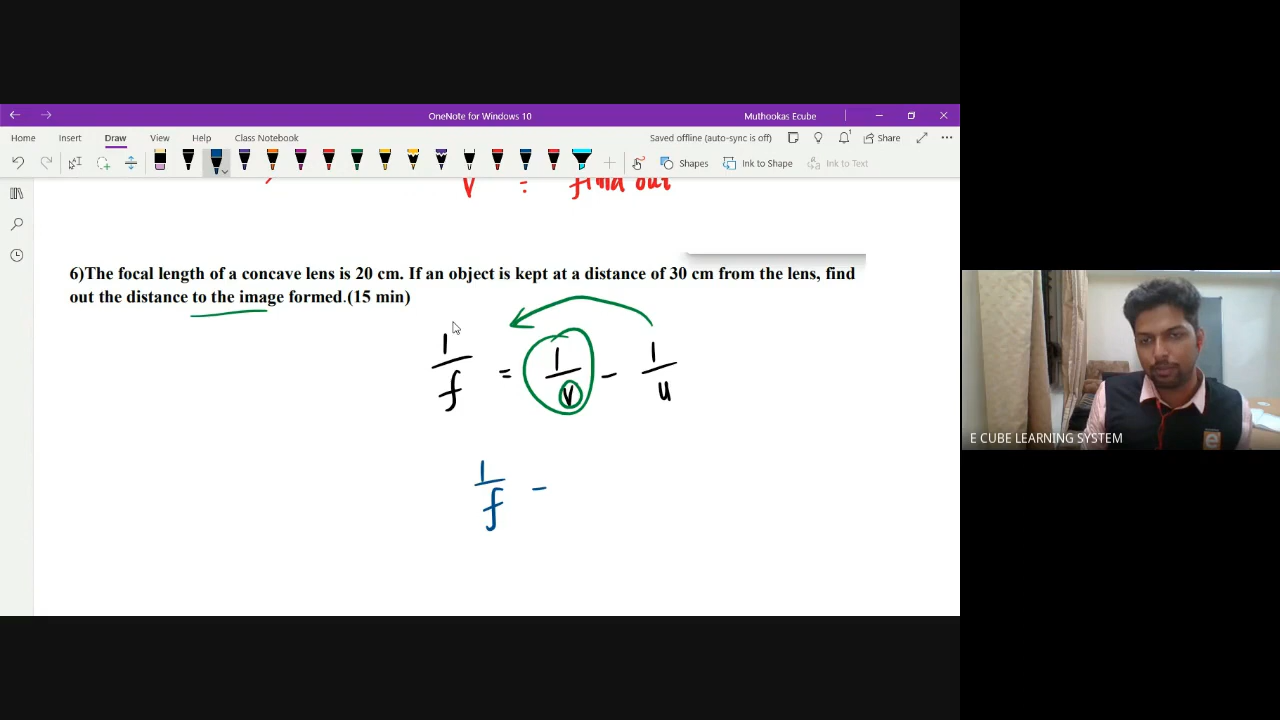 OneNote for Windows 10
Muthookas Ecube
Home Insert Draw View Help Class Notebook
Saved offline (auto-sync is off)
Share
Shapes
Ink to Shape
Ink to Text
v = find out
6)The focal length of a concave lens is 20 cm. If an object is kept at a distance of 30 cm from the lens, find
out the distance to the image formed.(15 min)
1/f = 1/v - 1/u
1/f -
E CUBE LEARNING SYSTEM
e